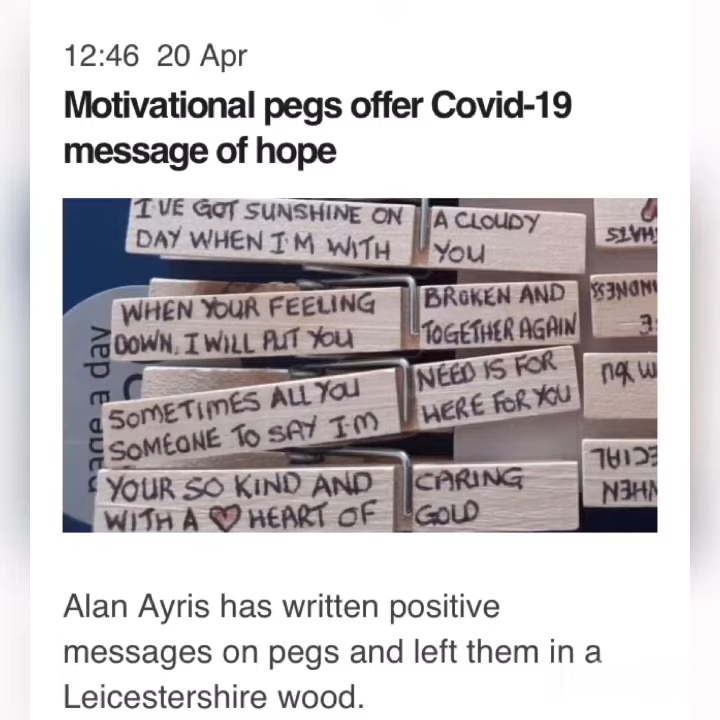 12:46 20 Apr
Motivational pegs offer Covid-19
message of hope
I'VE GOT SUNSHINE ON A CLOUDY
DAY WHEN I'M WITH YOU
WHEN YOUR FEELING BROKEN AND
DOWN, I WILL PUT YOU TOGETHER AGAIN
SOMETIMES ALL YOU NEED IS FOR
SOMEONE TO SAY I'M HERE FOR YOU
YOUR SO KIND AND CARING
WITH A ♥ HEART OF GOLD
Alan Ayris has written positive
messages on pegs and left them in a
Leicestershire wood.